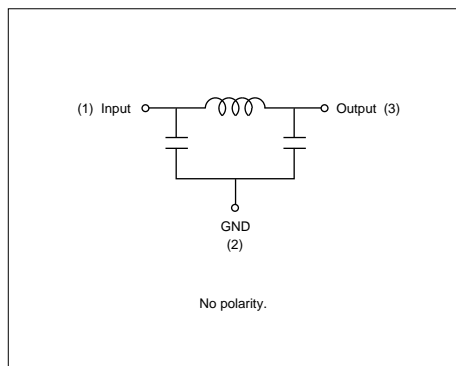 (1) Input
Output (3)
GND
(2)
No polarity.